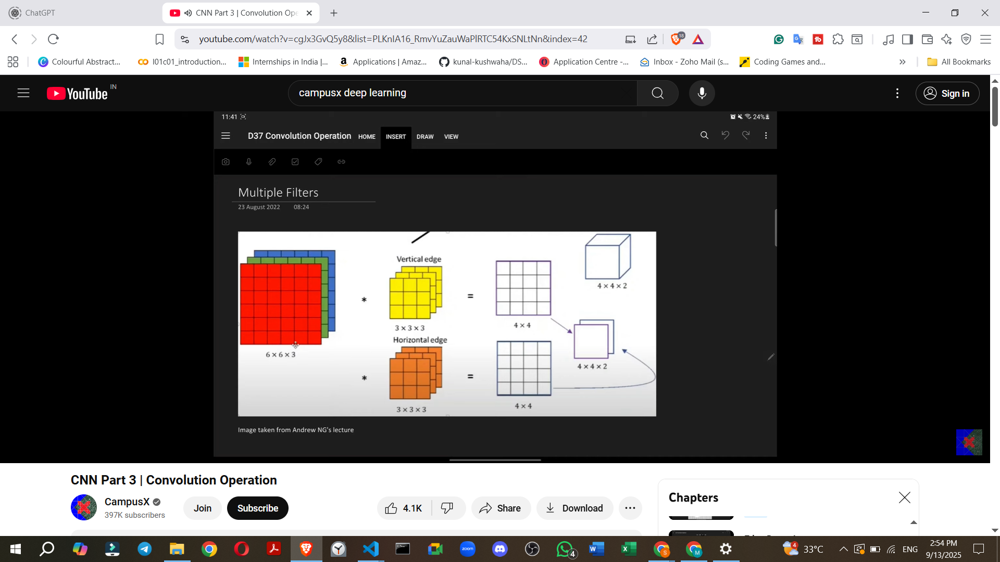 ChatGPT
CNN Part 3 | Convolution Ope
youtube.com/watch?v=cgJx3GvQ5y8&list=PLKnIA16_RmvYuZauWaPlRTC54KxSNLtNn&index=42
18
Colourful Abstract...
l01c01_introduction...
Internships in India |...
Applications | Amaz...
kunal-kushwaha/DS...
Application Centre -...
Inbox - Zoho Mail (s...
Coding Games and...
All Bookmarks
YouTube IN
campusx deep learning
Sign in
11:41
24%
D37 Convolution Operation
HOME
INSERT
DRAW
VIEW
Multiple Filters
23 August 2022 08:24
Vertical edge
4 × 4 × 2
*
=
3 × 3 × 3
4 × 4
Horizontal edge
6 × 6 × 3
4 × 4 × 2
*
=
3 × 3 × 3
4 × 4
Image taken from Andrew NG's lecture
CNN Part 3 | Convolution Operation
CampusX
397K subscribers
Join
Subscribe
4.1K
Share
Download
Chapters
zoom
4
4
33°C
ENG
2:54 PM
9/13/2025